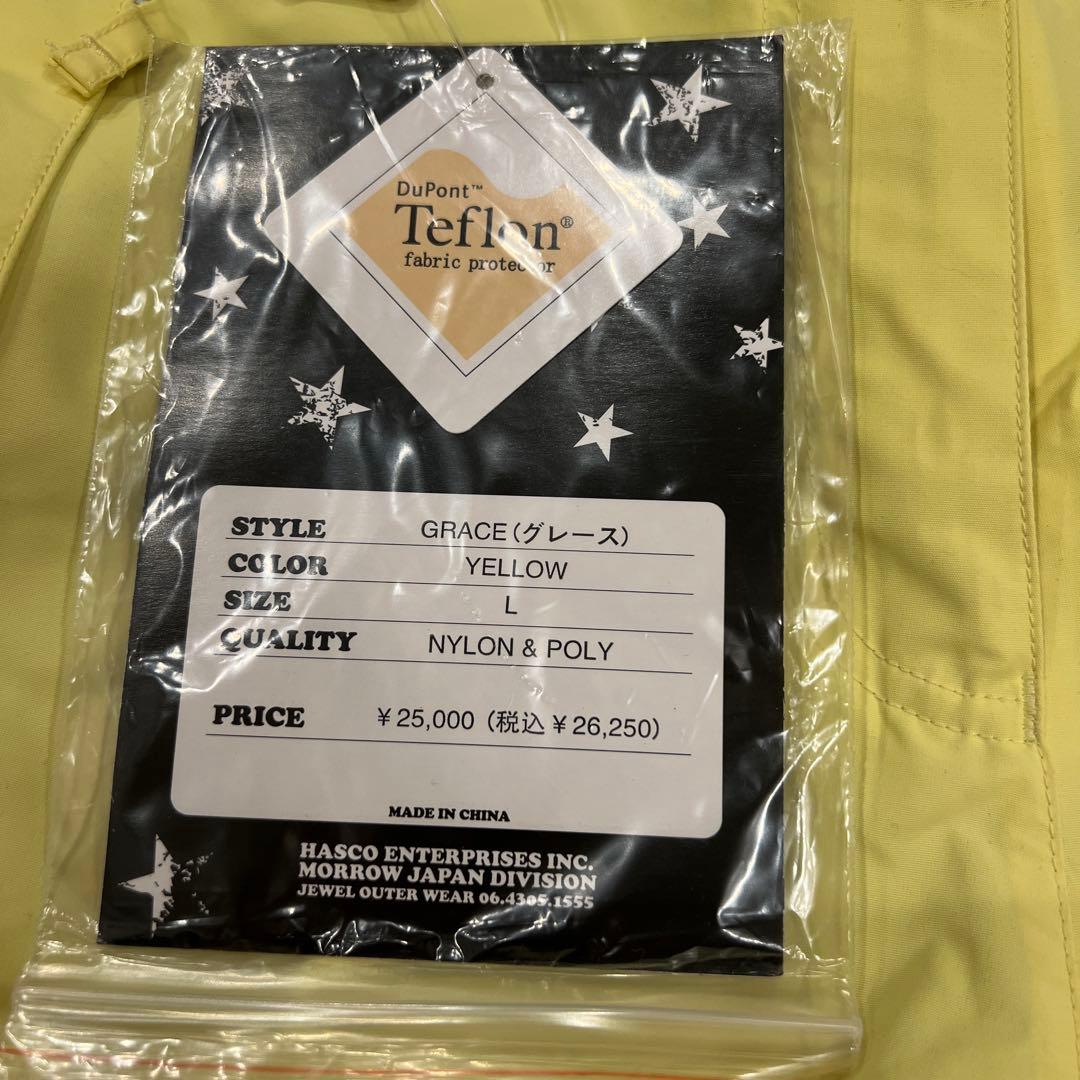 DuPont™
Teflon®
fabric protector
STYLE GRACE(グレース)
COLOR YELLOW
SIZE L
QUALITY NYLON & POLY
PRICE ¥25,000 (税込¥26,250)
MADE IN CHINA
HASCO ENTERPRISES INC.
MORROW JAPAN DIVISION
JEWEL OUTER WEAR 06.4305.1555